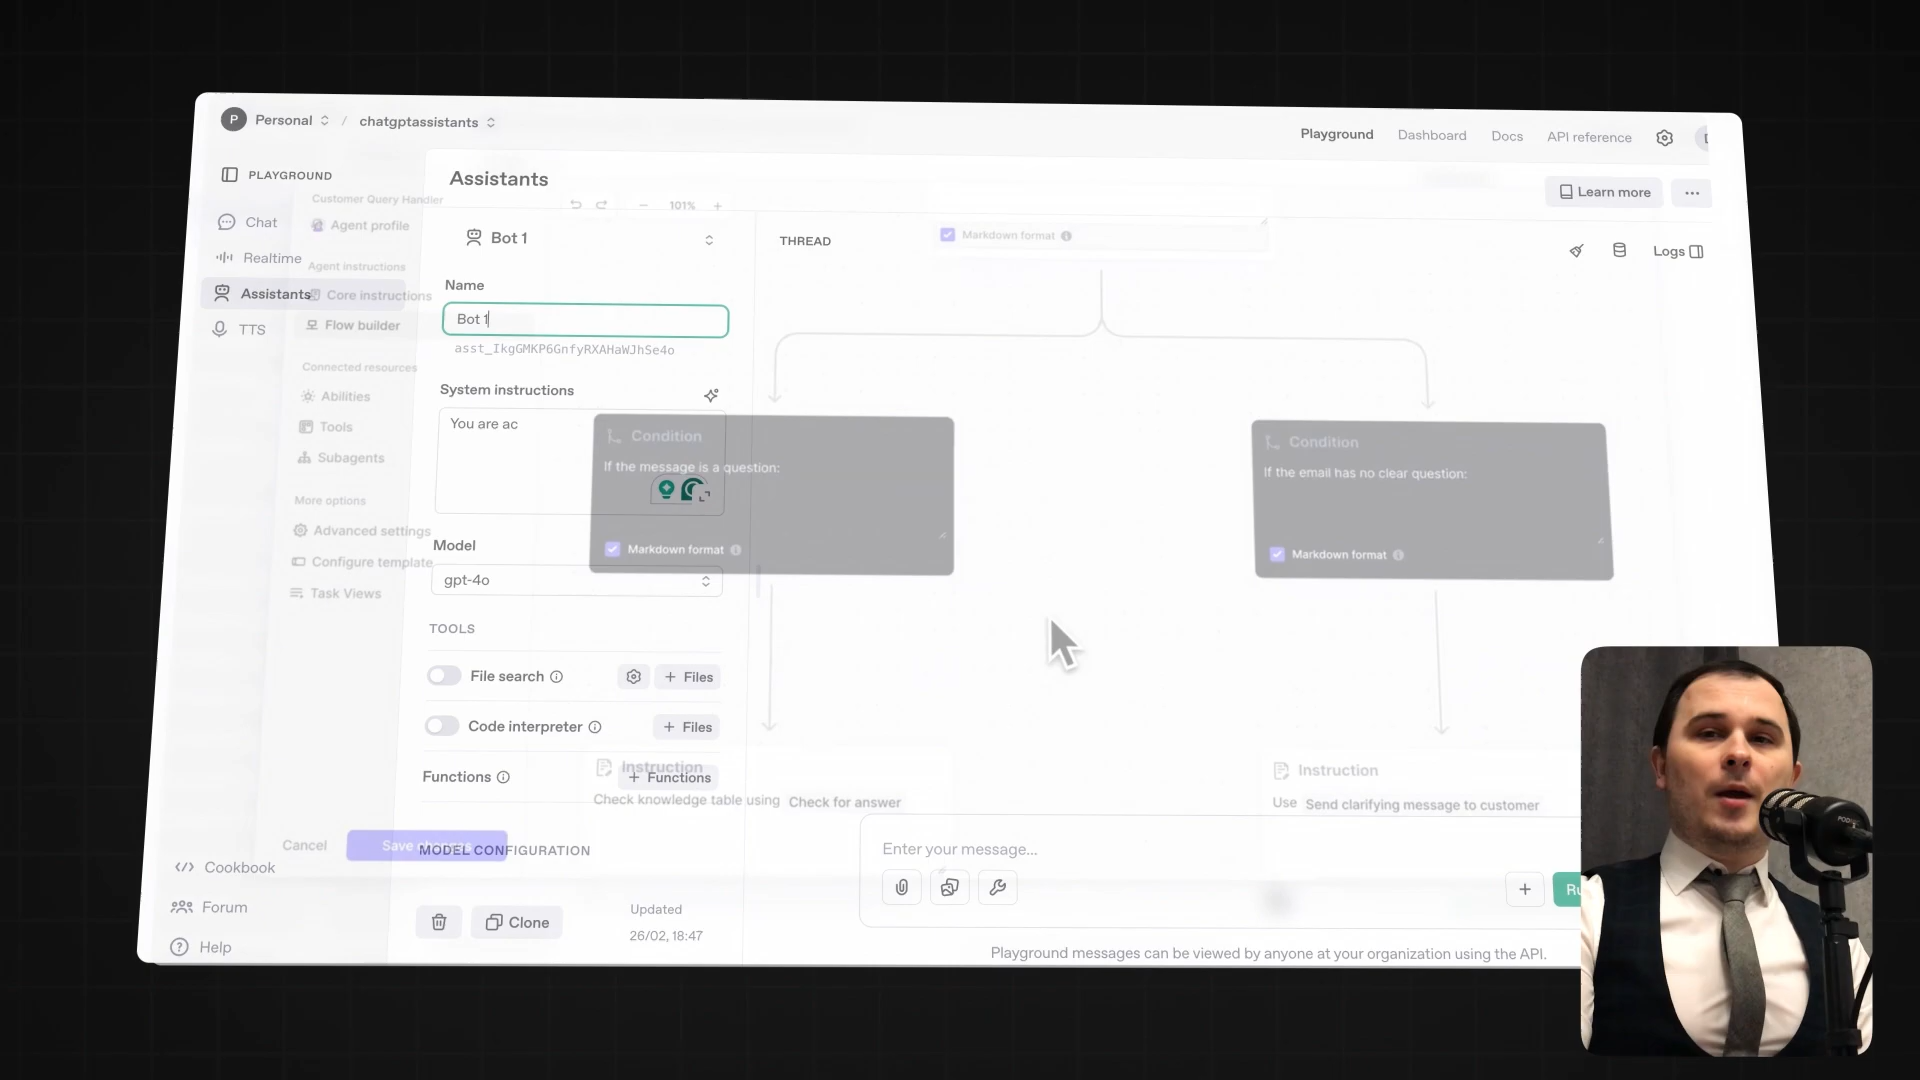 P Personal / chatgptassistants
Playground Dashboard Docs API reference
PLAYGROUND
Chat
Realtime
Assistants
TTS
Cookbook
Forum
Help
Customer Query Handler
Agent profile
Agent instructions
Core instructions
Flow builder
Connected resources
Abilities
Tools
Subagents
More options
Advanced settings
Configure template
Task Views
Cancel
Assistants
Learn more
101%
Bot 1
Name
Bot 1
asst_IkgGMKP6GnfyRXAHaWJhSe4o
System instructions
You are ac
Model
gpt-4o
TOOLS
File search
+ Files
Code interpreter
+ Files
Functions
+ Functions
MODEL CONFIGURATION
Clone
Updated
26/02, 18:47
THREAD
Logs
Markdown format
Condition
If the message is a question:
Markdown format
Condition
If the email has no clear question:
Markdown format
Instruction
Check knowledge table using Check for answer
Instruction
Use Send clarifying message to customer
Enter your message...
Playground messages can be viewed by anyone at your organization using the API.